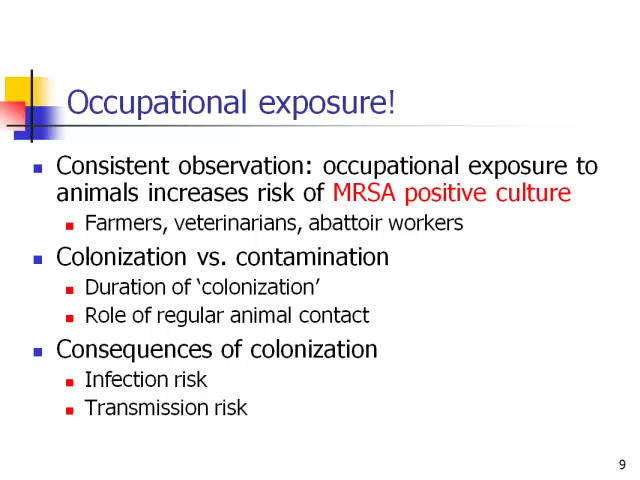 Occupational exposure!
Consistent observation: occupational exposure to
animals increases risk of MRSA positive culture
Farmers, veterinarians, abattoir workers
Colonization vs. contamination
Duration of ‘colonization’
Role of regular animal contact
Consequences of colonization
Infection risk
Transmission risk
9